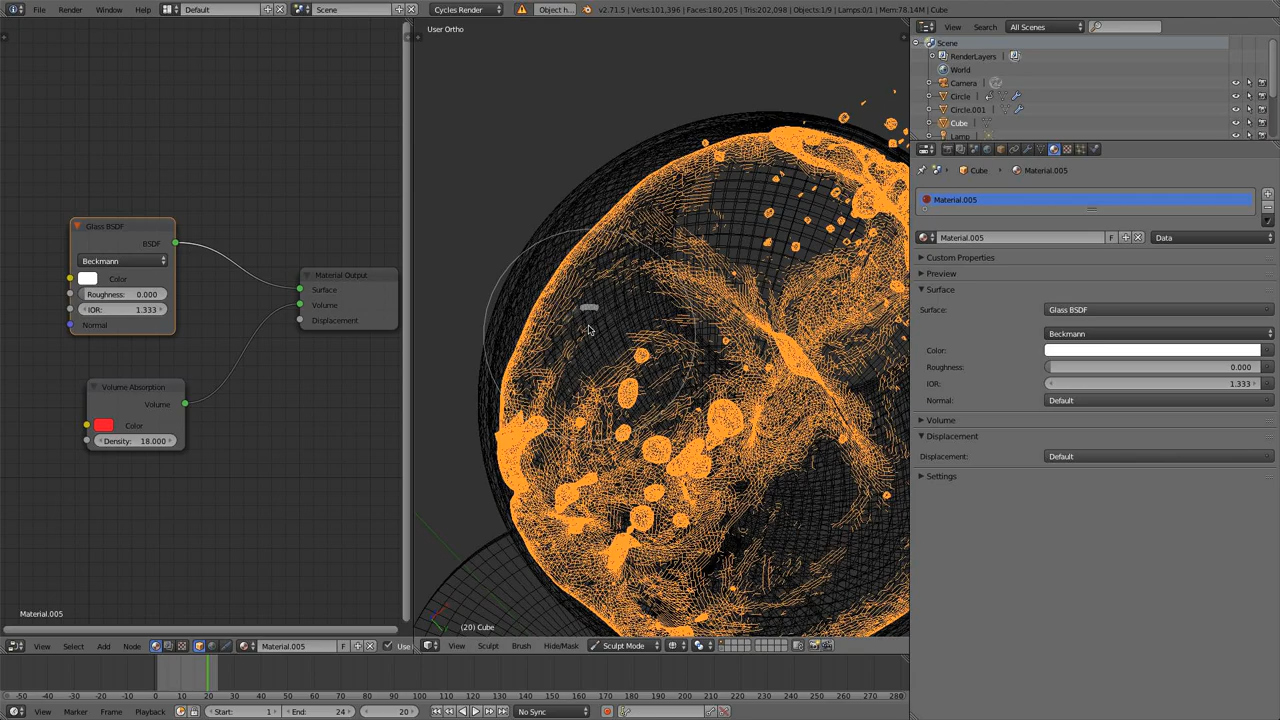 File Render Window Help Default Scene Cycles Render Object h... v2.71.5 | Verts:101,396 | Faces:180,205 | Tris:202,098 | Objects:1/9 | Lamps:0/1 | Mem:78.14M | Cube
User Ortho
View Search All Scenes
Scene
RenderLayers
World
Camera
Circle
Circle.001
Cube
Lamp
Cube Material.005
Material.005
Material.005 F Data
Custom Properties
Preview
Surface
Surface: Glass BSDF
Beckmann
Color:
Roughness: 0.000
IOR: 1.333
Normal: Default
Volume
Displacement
Displacement: Default
Settings
Glass BSDF
BSDF
Beckmann
Color
Roughness: 0.000
IOR: 1.333
Normal
Material Output
Surface
Volume
Displacement
Volume Absorption
Volume
Color
Density: 18.000
Material.005
(20) Cube
View Select Add Node Material.005 F Use
View Sculpt Brush Hide/Mask Sculpt Mode
-50 -40 -30 -20 -10 0 10 20 30 40 50 60 70 80 90 100 110 120 130 140 150 160 170 180 190 200 210 220 230 240 250 260 270 280
View Marker Frame Playback Start: 1 End: 24 20 No Sync